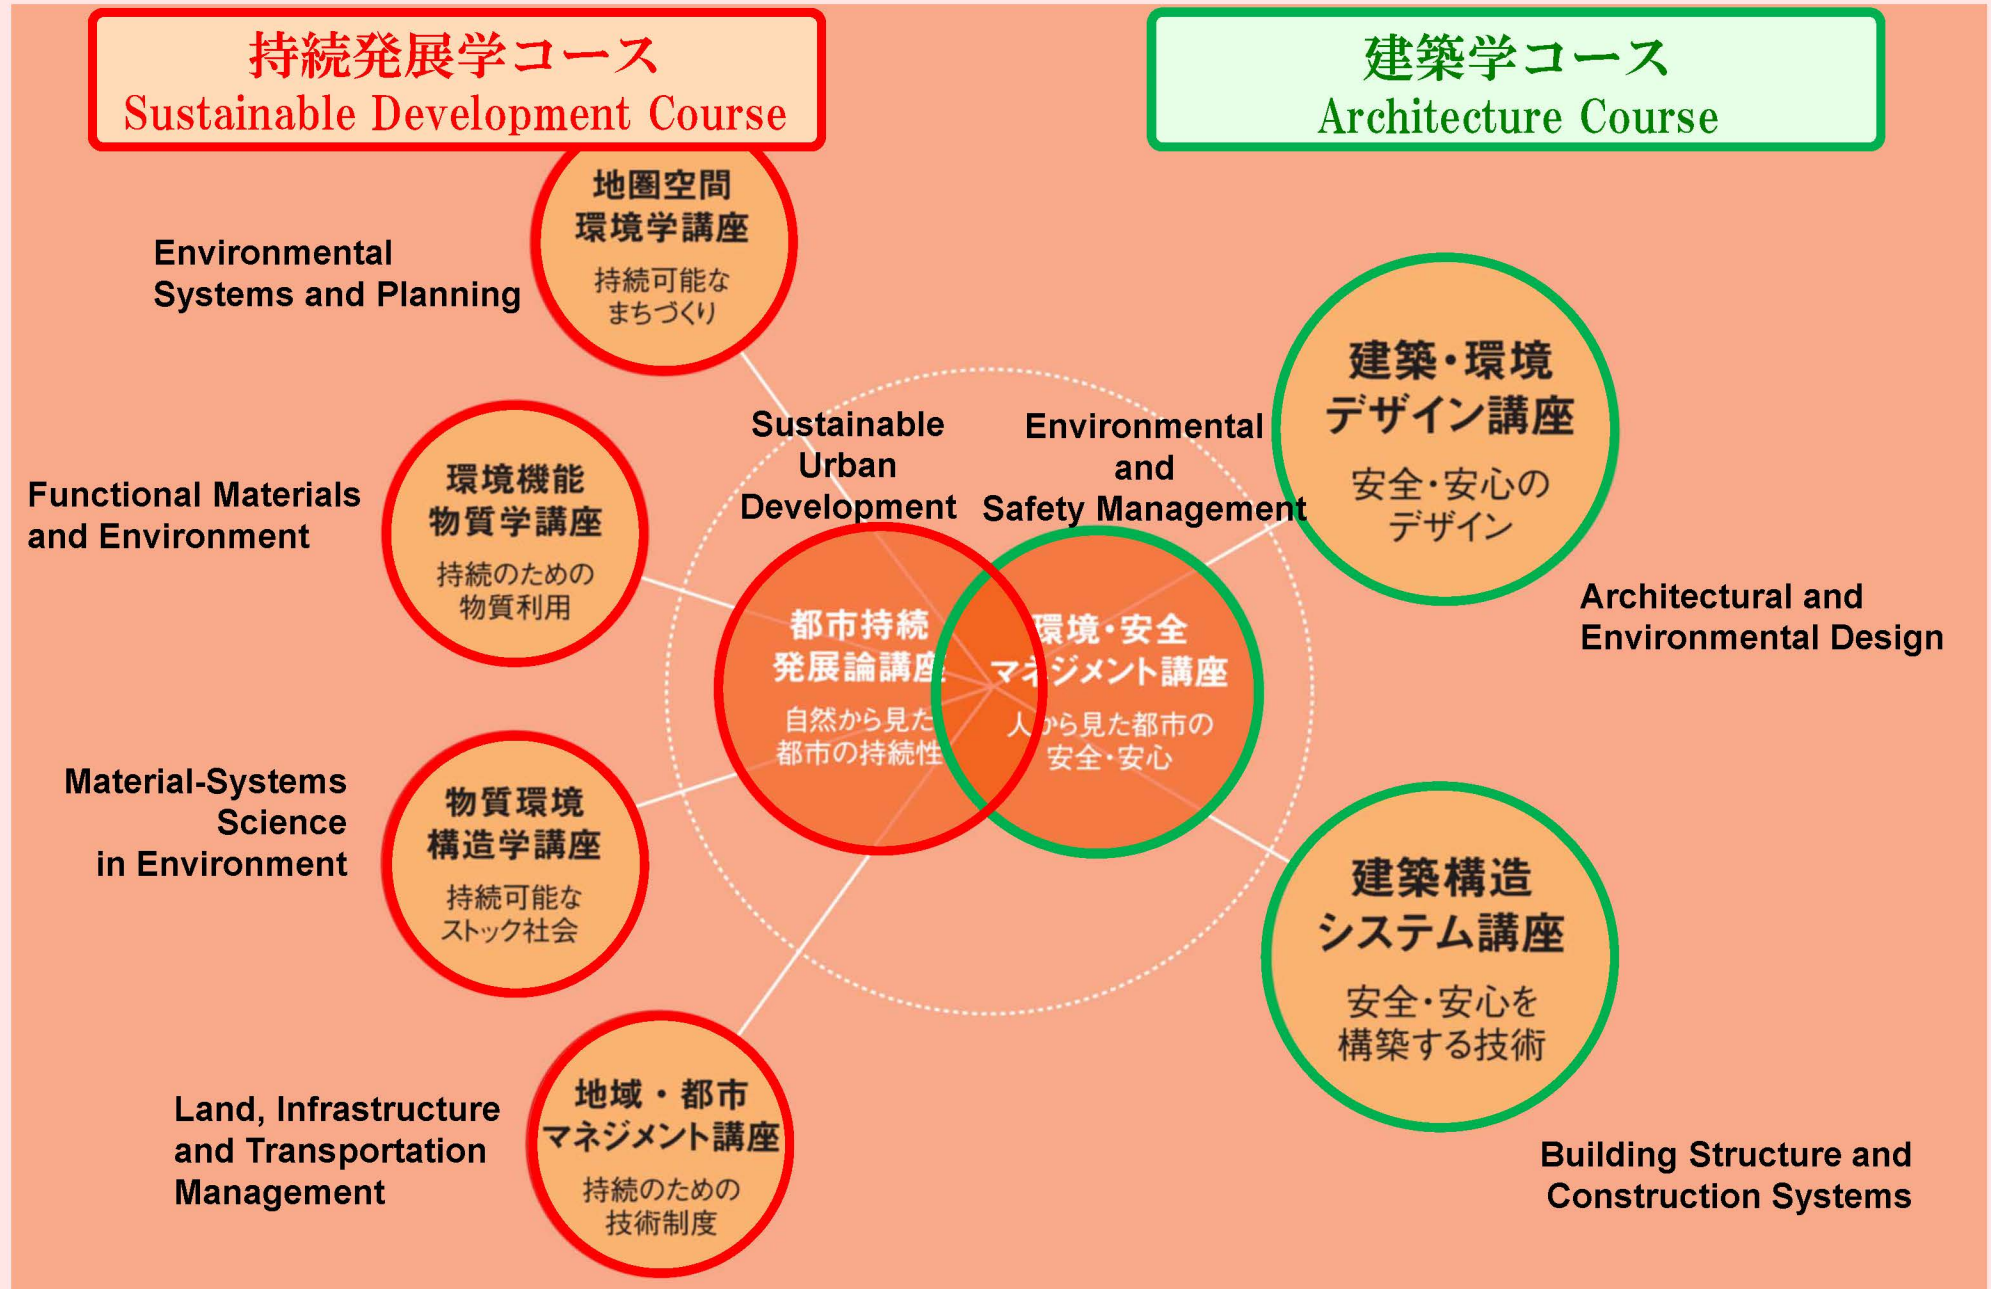 持続発展学コース
Sustainable Development Course
建築学コース
Architecture Course
地圏空間
環境学講座
持続可能な
まちづくり
Environmental
Systems and Planning
環境機能
物質学講座
持続のための
物質利用
Functional Materials
and Environment
物質環境
構造学講座
持続可能な
ストック社会
Material-Systems
Science
in Environment
地域・都市
マネジメント講座
持続のための
技術制度
Land, Infrastructure
and Transportation
Management
Sustainable
Urban
Development
都市持続
発展論講座
自然から見た
都市の持続性
Environmental
and
Safety Management
環境・安全
マネジメント講座
人から見た都市の
安全・安心
建築・環境
デザイン講座
安全・安心の
デザイン
Architectural and
Environmental Design
建築構造
システム講座
安全・安心を
構築する技術
Building Structure and
Construction Systems